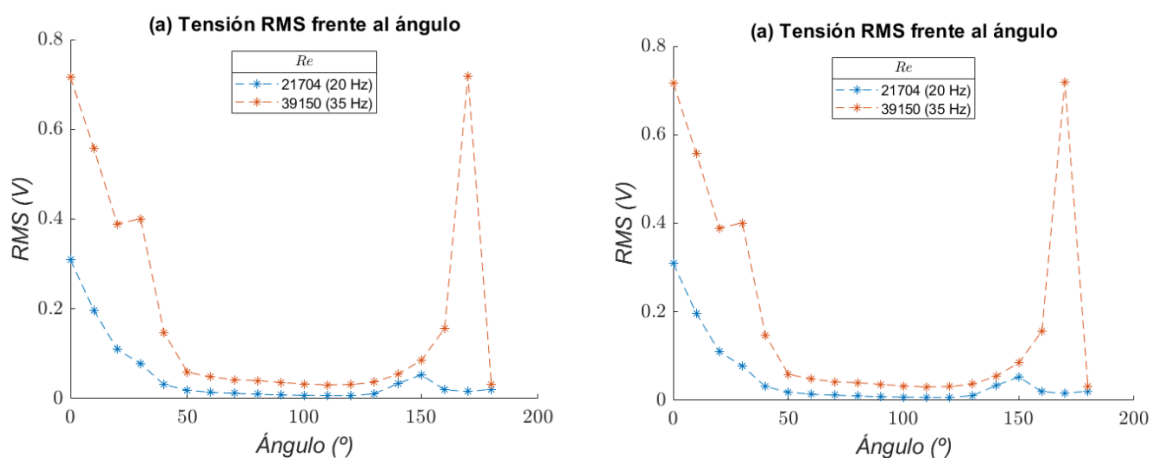 (a) Tensión RMS frente al ángulo
Re
21704 (20 Hz)
39150 (35 Hz)
RMS (V)
0.8
0.6
0.4
0.2
0
0
50
100
150
200
Ángulo (º)
(a) Tensión RMS frente al ángulo
Re
21704 (20 Hz)
39150 (35 Hz)
RMS (V)
0.8
0.6
0.4
0.2
0
0
50
100
150
200
Ángulo (º)